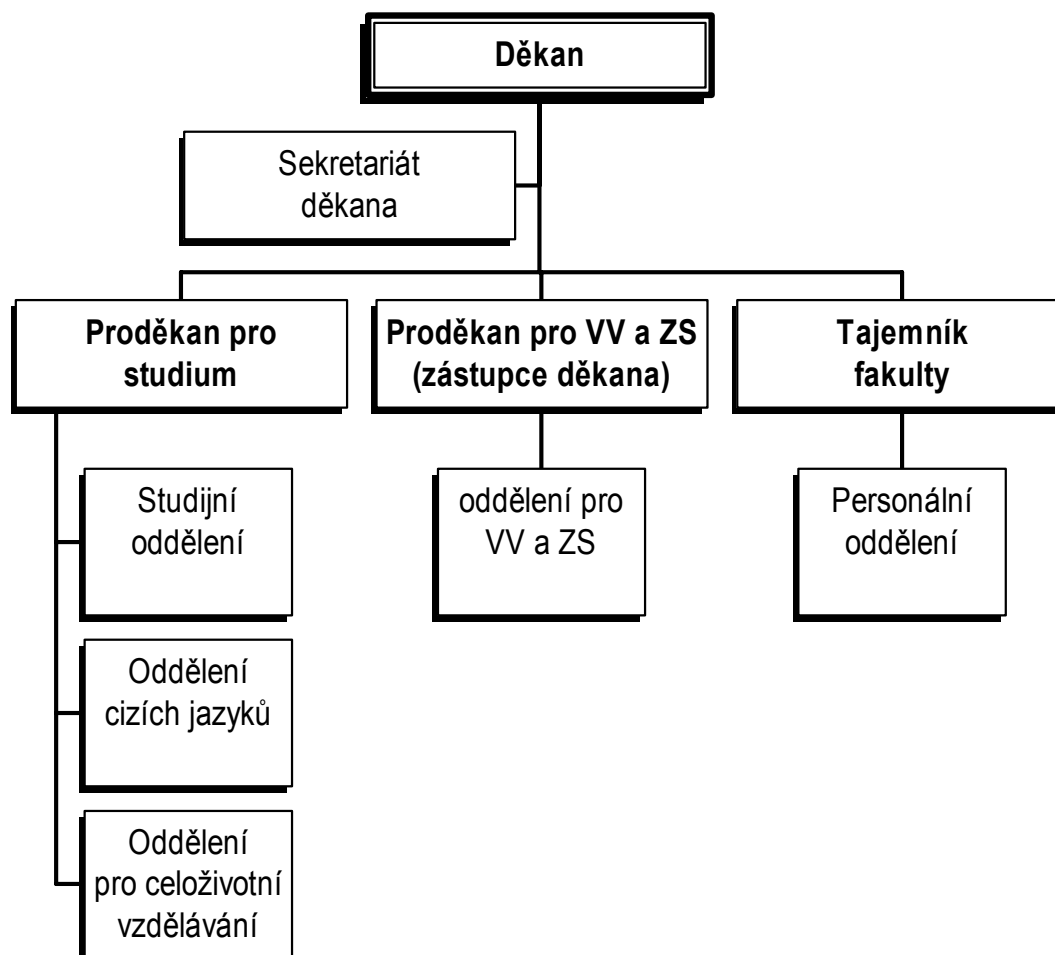 Děkan
Sekretariát
děkana
Proděkan pro
studium
Proděkan pro VV a ZS
(zástupce děkana)
Tajemník
fakulty
Studijní
oddělení
oddělení pro
VV a ZS
Personální
oddělení
Oddělení
cizích jazyků
Oddělení
pro celoživotní
vzdělávání